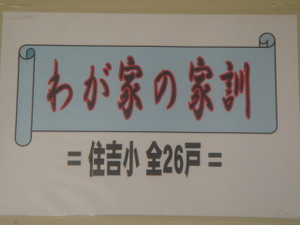 わが家の家訓
= 住吉小 全26戸 =